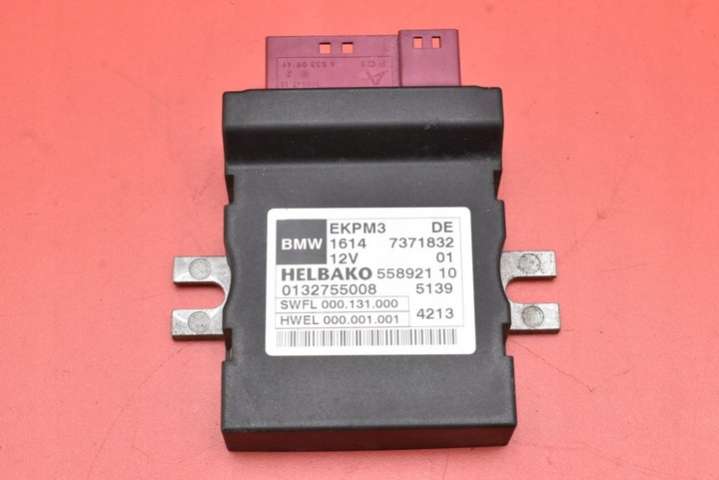 BMW
EKPM3 DE
1614 7371832
12V 01
HELBAKO 558921 10
0132755008 5139
SWFL 000.131.000
HWEL 000.001.001
4213